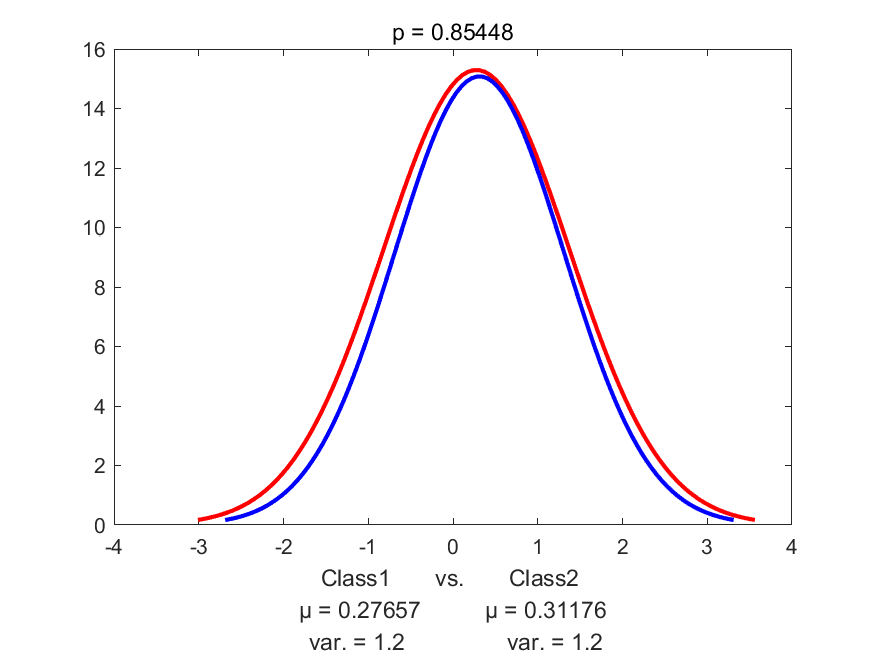 p = 0.85448
16
14
12
10
8
6
4
2
0
-4 -3 -2 -1 0 1 2 3 4
Class1 vs. Class2
μ = 0.27657 μ = 0.31176
var. = 1.2 var. = 1.2